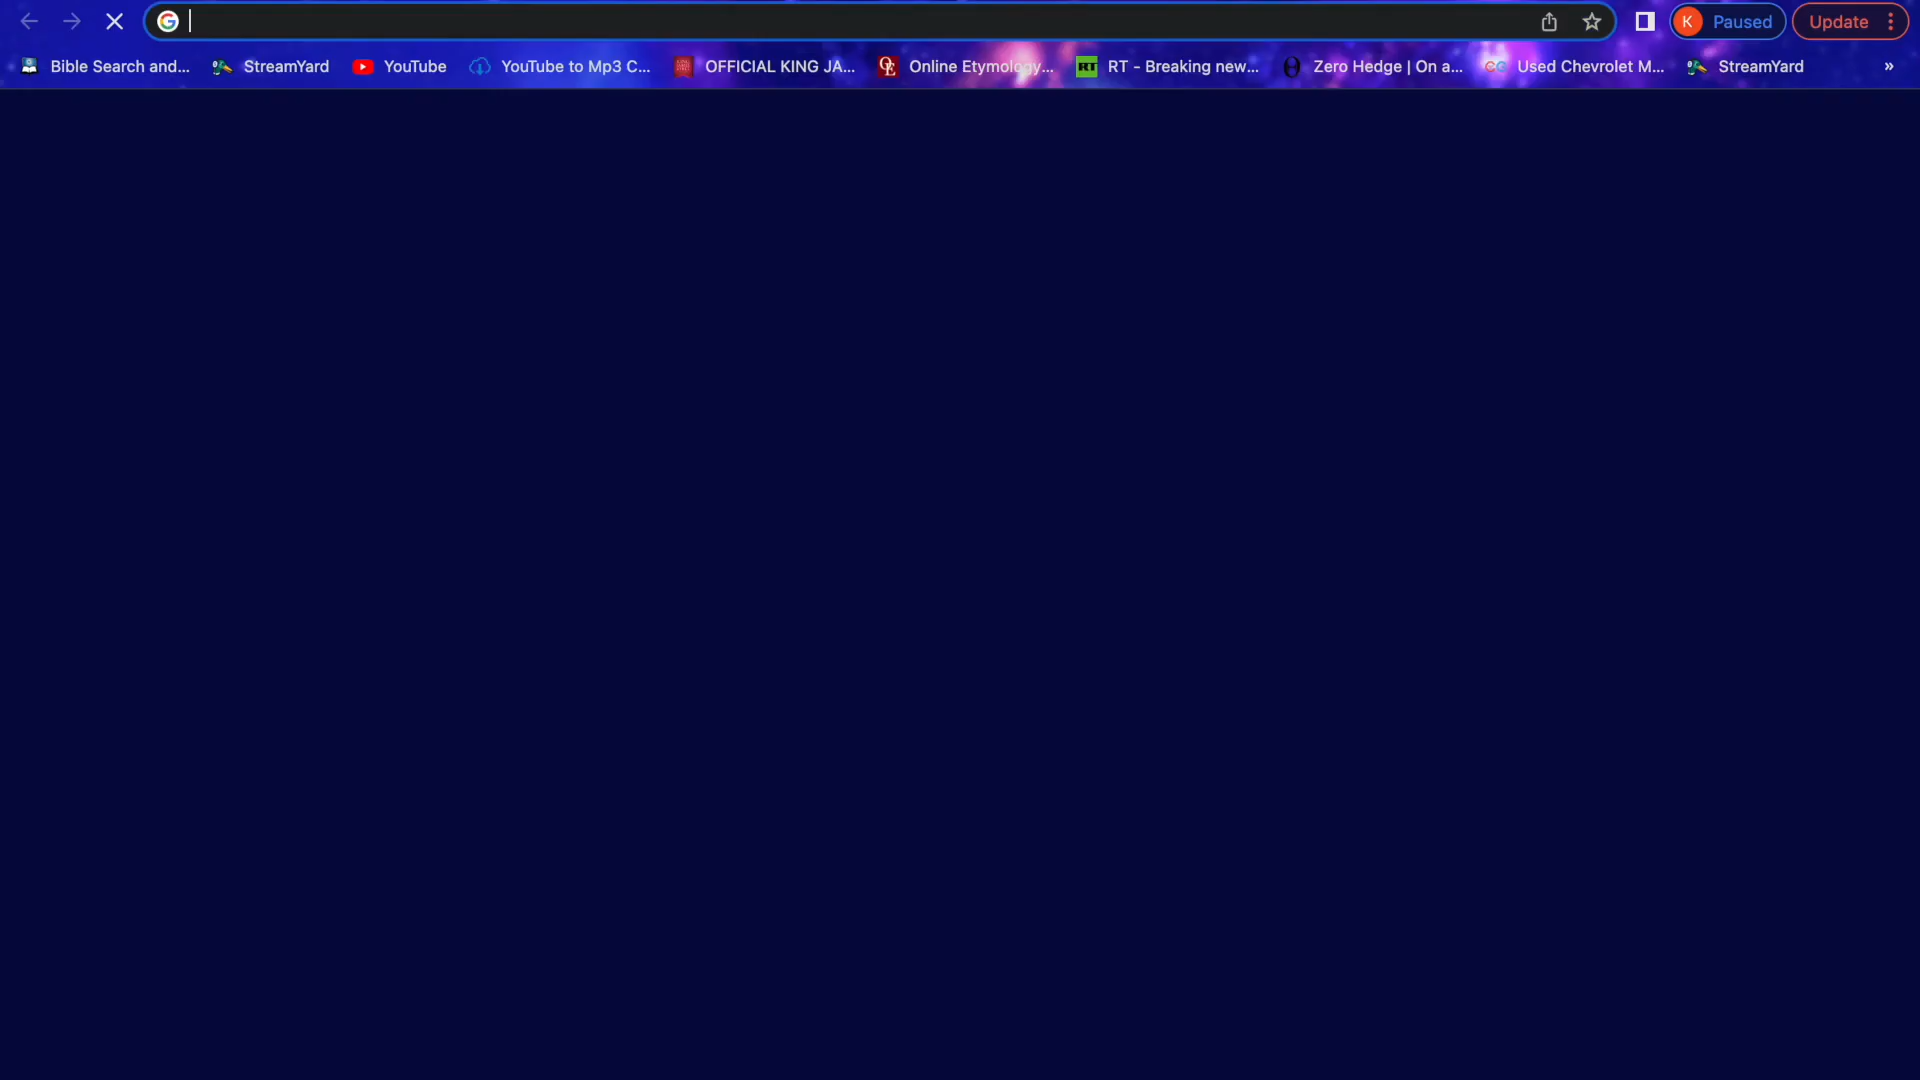 K Paused Update
Bible Search and... StreamYard YouTube YouTube to Mp3 C... OFFICIAL KING JA... Online Etymology... RT RT - Breaking new... Zero Hedge | On a... Used Chevrolet M... StreamYard »